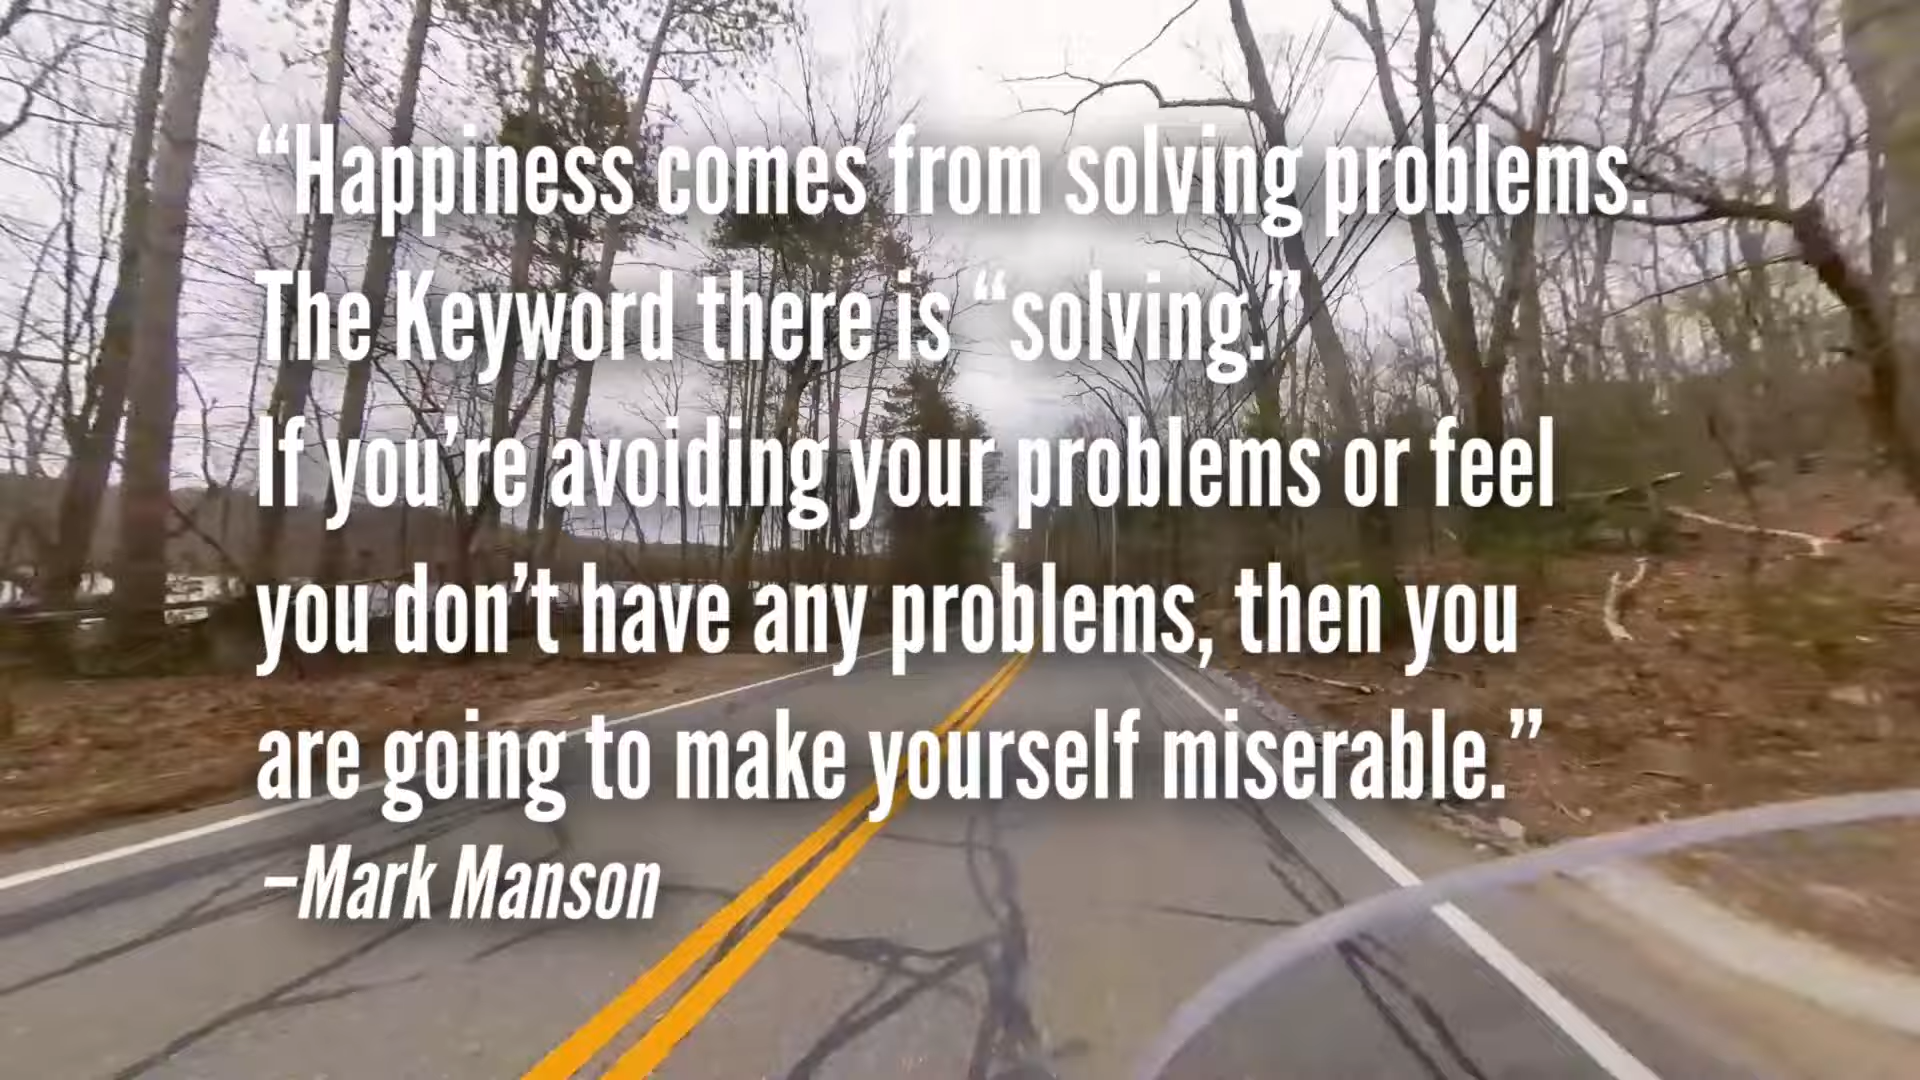 “Happiness comes from solving problems.
The Keyword there is “solving.”
If you’re avoiding your problems or feel
you don’t have any problems, then you
are going to make yourself miserable.”
–Mark Manson